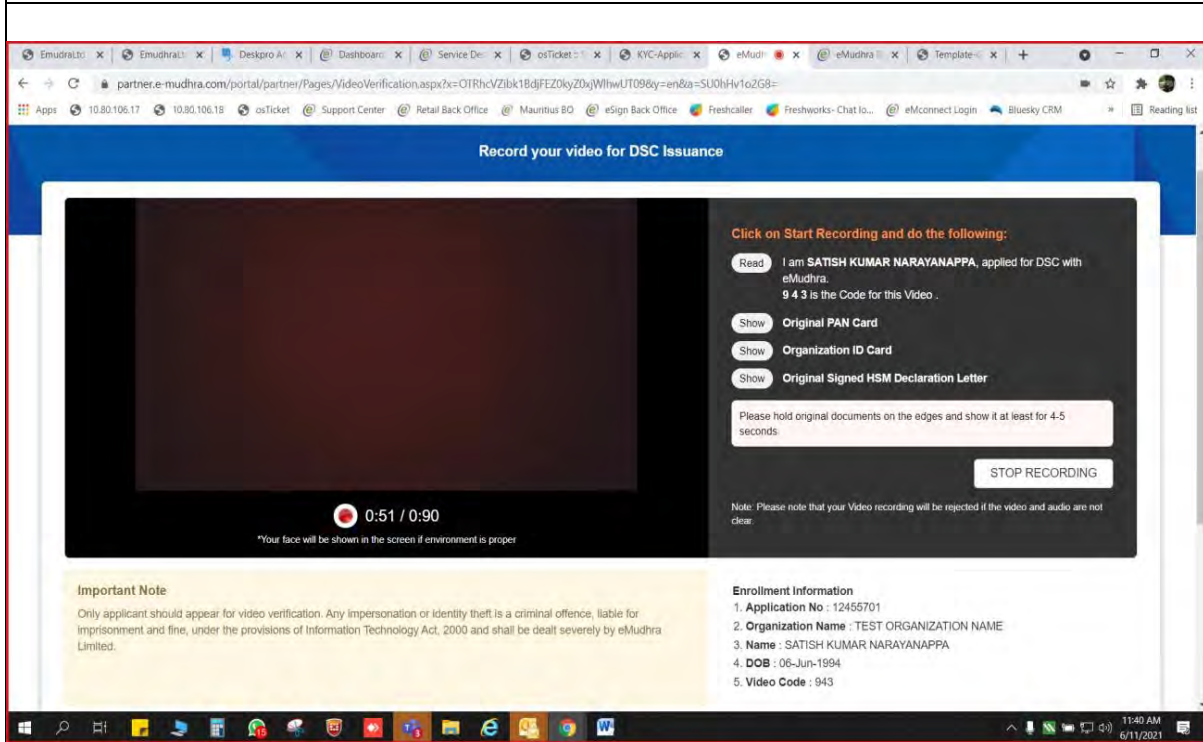 EmudraLtd
EmudhraLt
Deskpro A
Dashboard
Service De
osTicket ::
KYC-Applic
eMudh
eMudhra
Template-
partner.e-mudhra.com/portal/partner/Pages/VideoVerification.aspx?
Apps
10.80.106.17
10.80.106.18
osTicket
Support Center
Retail Back Office
Mauritius BO
eSign Back Office
Freshcaller
Freshworks- Chat lo...
eMconnect Login
Bluesky CRM
»
Reading list
Record your video for DSC Issuance
Click on Start Recording and do the following:
Read I am SATISH KUMAR NARAYANAPPA, applied for DSC with
eMudhra.
9 4 3 is the Code for this Video .
Show Original PAN Card
Show Organization ID Card
Show Original Signed HSM Declaration Letter
Please hold original documents on the edges and show it at least for 4-5
seconds
STOP RECORDING
Note: Please note that your Video recording will be rejected if the video and audio are not
clear.
0:51 / 0:90
*Your face will be shown in the screen if environment is proper
Important Note
Only applicant should appear for video verification. Any impersonation or identity theft is a criminal offence, liable for
imprisonment and fine, under the provisions of Information Technology Act, 2000 and shall be dealt severely by eMudhra
Limited.
Enrollment Information
1. Application No : 12455701
2. Organization Name : TEST ORGANIZATION NAME
3. Name : SATISH KUMAR NARAYANAPPA
4. DOB : 06-Jun-1994
5. Video Code : 943
11:40 AM
6/11/2021